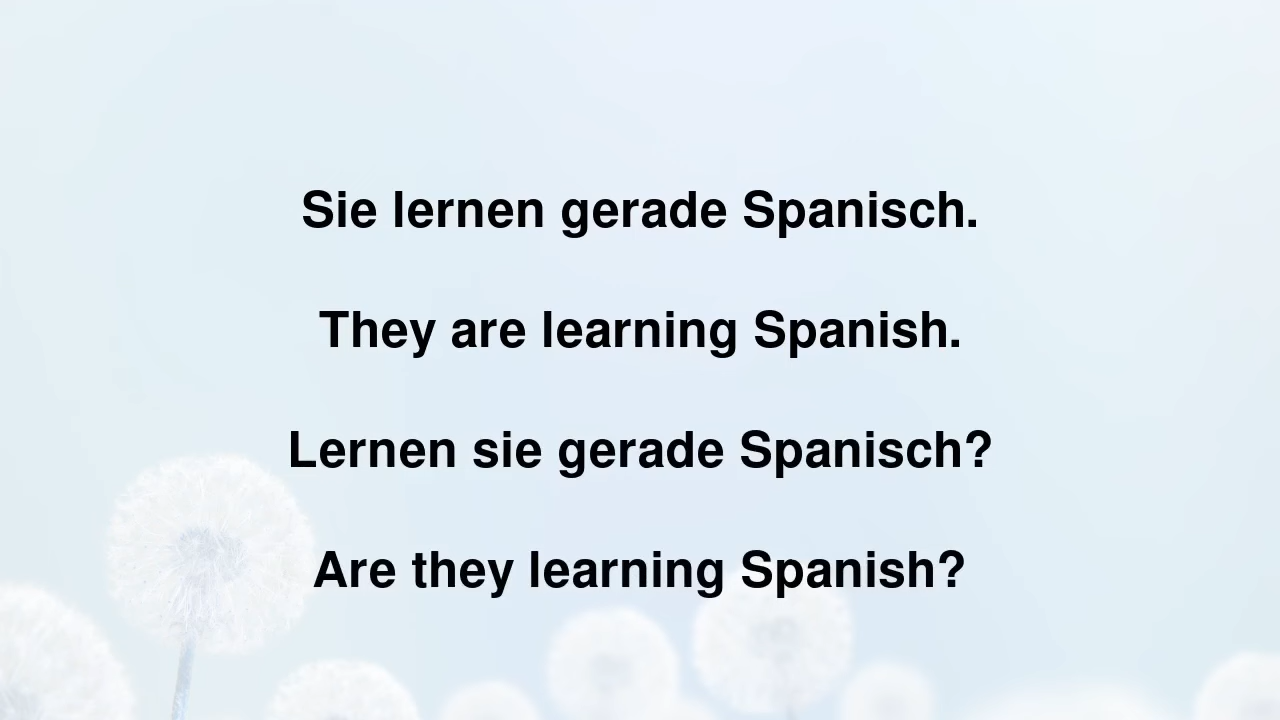 Sie lernen gerade Spanisch.
They are learning Spanish.
Lernen sie gerade Spanisch?
Are they learning Spanish?